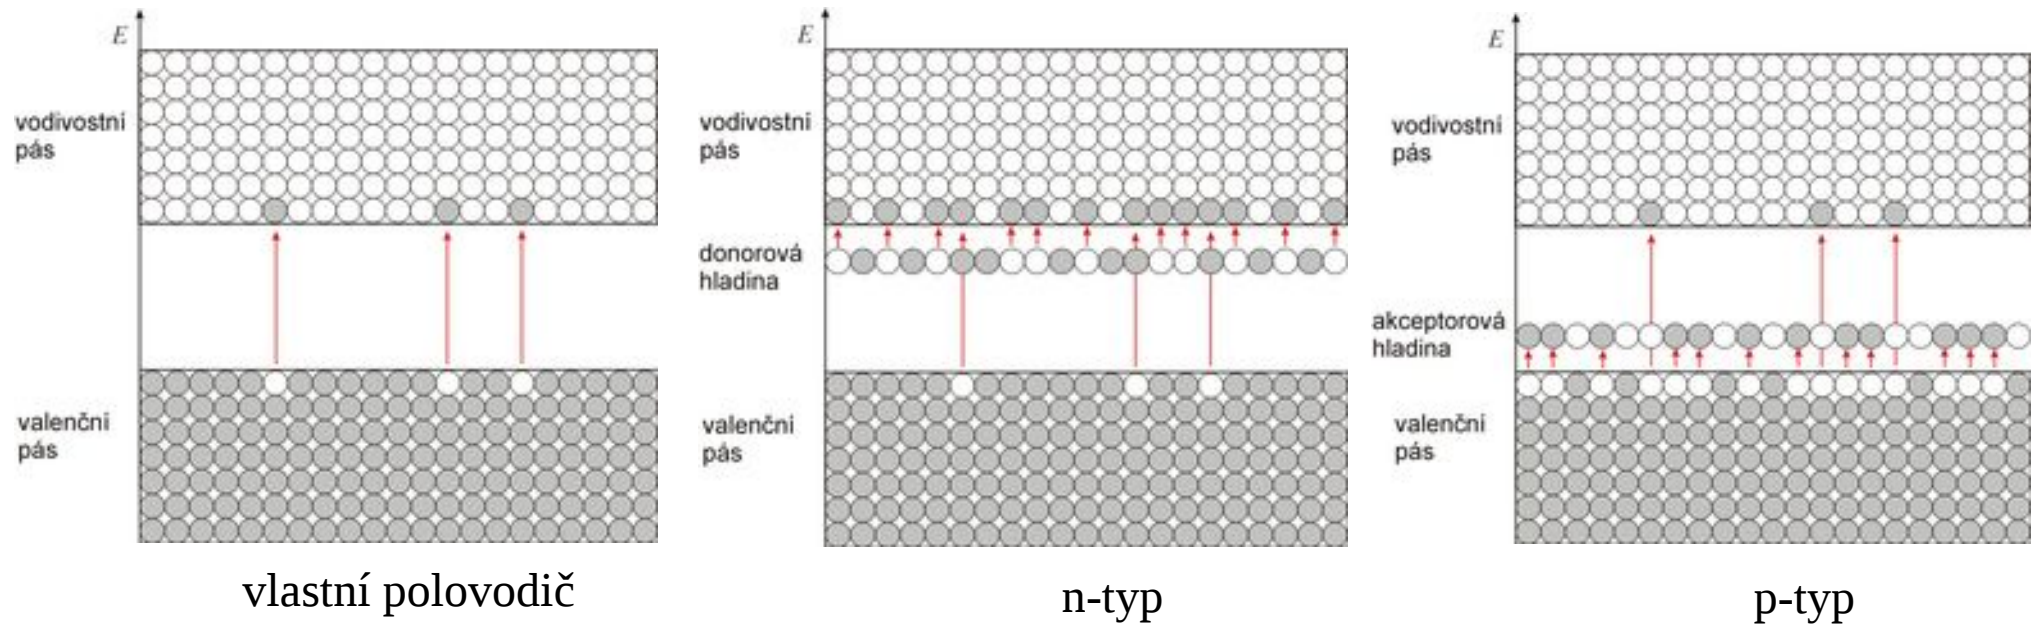 E
vodivostní
pás
valenční
pás
vlastní polovodič
E
vodivostní
pás
donorová
hladina
valenční
pás
n-typ
E
vodivostní
pás
akceptorová
hladina
valenční
pás
p-typ